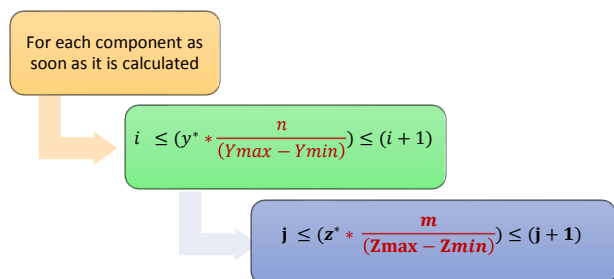 For each component as
soon as it is calculated
i ≤ (y* * n / (Ymax − Ymin)) ≤ (i + 1)
j ≤ (z* * m / (Zmax − Zmin)) ≤ (j + 1)